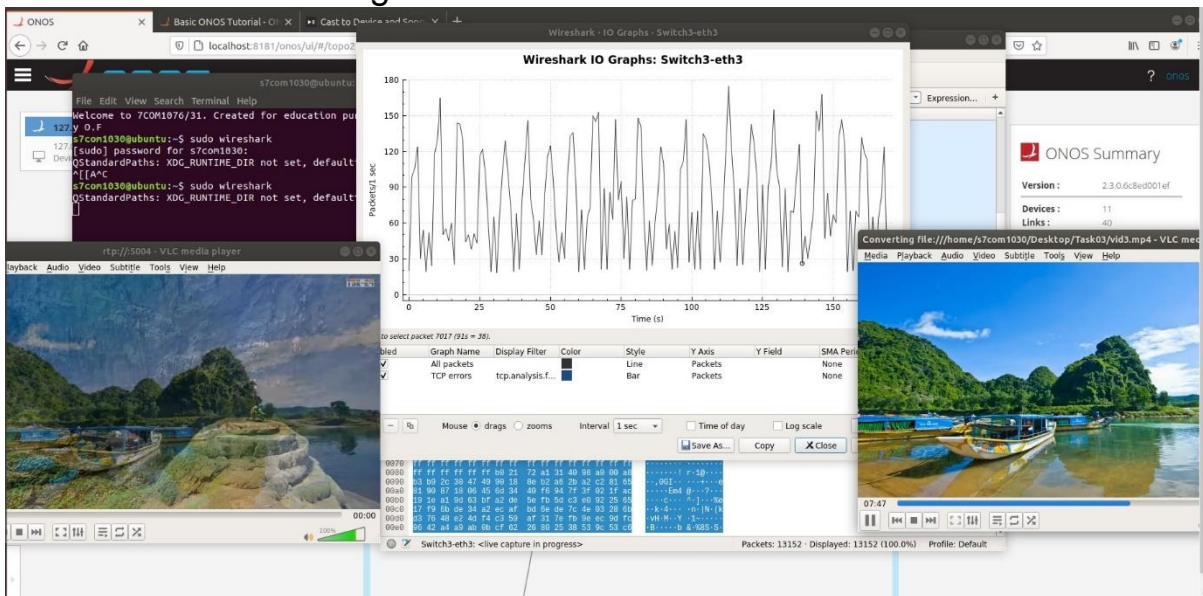 ONOS
Basic ONOS Tutorial - O
Cast to Device and Son
localhost:8181/onos/ui/#/topo2
? onos
s7com1030@ubuntu:
File Edit View Search Terminal Help
Welcome to 7COM1076/31. Created for education pu
y O.F
s7com1030@ubuntu:~$ sudo wireshark
[sudo] password for s7com1030:
QStandardPaths: XDG_RUNTIME_DIR not set, default
^[[A^C
s7com1030@ubuntu:~$ sudo wireshark
QStandardPaths: XDG_RUNTIME_DIR not set, default
Wireshark · IO Graphs · Switch3-eth3
Wireshark IO Graphs: Switch3-eth3
Packets/1 sec
180
150
120
90
60
30
0
0 25 50 75 100 125 150
Time (s)
to select packet 7017 (91s = 38).
bled Graph Name Display Filter Color Style Y Axis Y Field SMA Peri
All packets Line Packets None
TCP errors tcp.analysis.f... Bar Packets None
Mouse drags zooms Interval 1 sec Time of day Log scale
Save As... Copy Close
Expression... +
ONOS Summary
Version : 2.3.0.6c8ed001ef
Devices : 11
Links : 40
rtp://:5004 - VLC media player
layback Audio Video Subtitle Tools View Help
00:00
100%
Converting file:///home/s7com1030/Desktop/Task03/vid3.mp4 - VLC med
Media Playback Audio Video Subtitle Tools View Help
07:47
Switch3-eth3: <live capture in progress>
Packets: 13152 · Displayed: 13152 (100.0%) Profile: Default